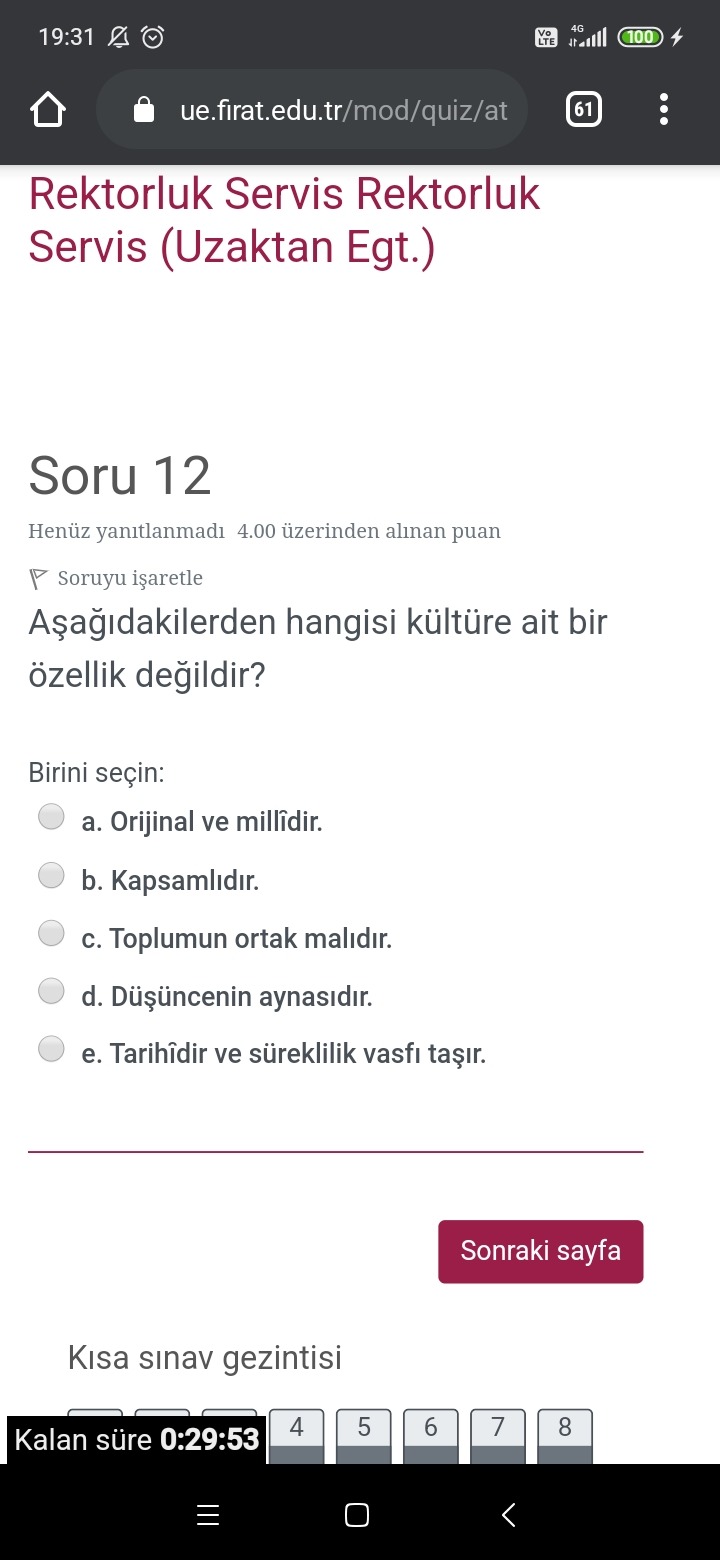 19:31
Vo LTE 4G 100
ue.firat.edu.tr/mod/quiz/at
61
Rektorluk Servis Rektorluk
Servis (Uzaktan Egt.)
Soru 12
Henüz yanıtlanmadı 4.00 üzerinden alınan puan
Soruyu işaretle
Aşağıdakilerden hangisi kültüre ait bir
özellik değildir?
Birini seçin:
a. Orijinal ve millîdir.
b. Kapsamlıdır.
c. Toplumun ortak malıdır.
d. Düşüncenin aynasıdır.
e. Tarihîdir ve süreklilik vasfı taşır.
Sonraki sayfa
Kısa sınav gezintisi
4 5 6 7 8
Kalan süre 0:29:53